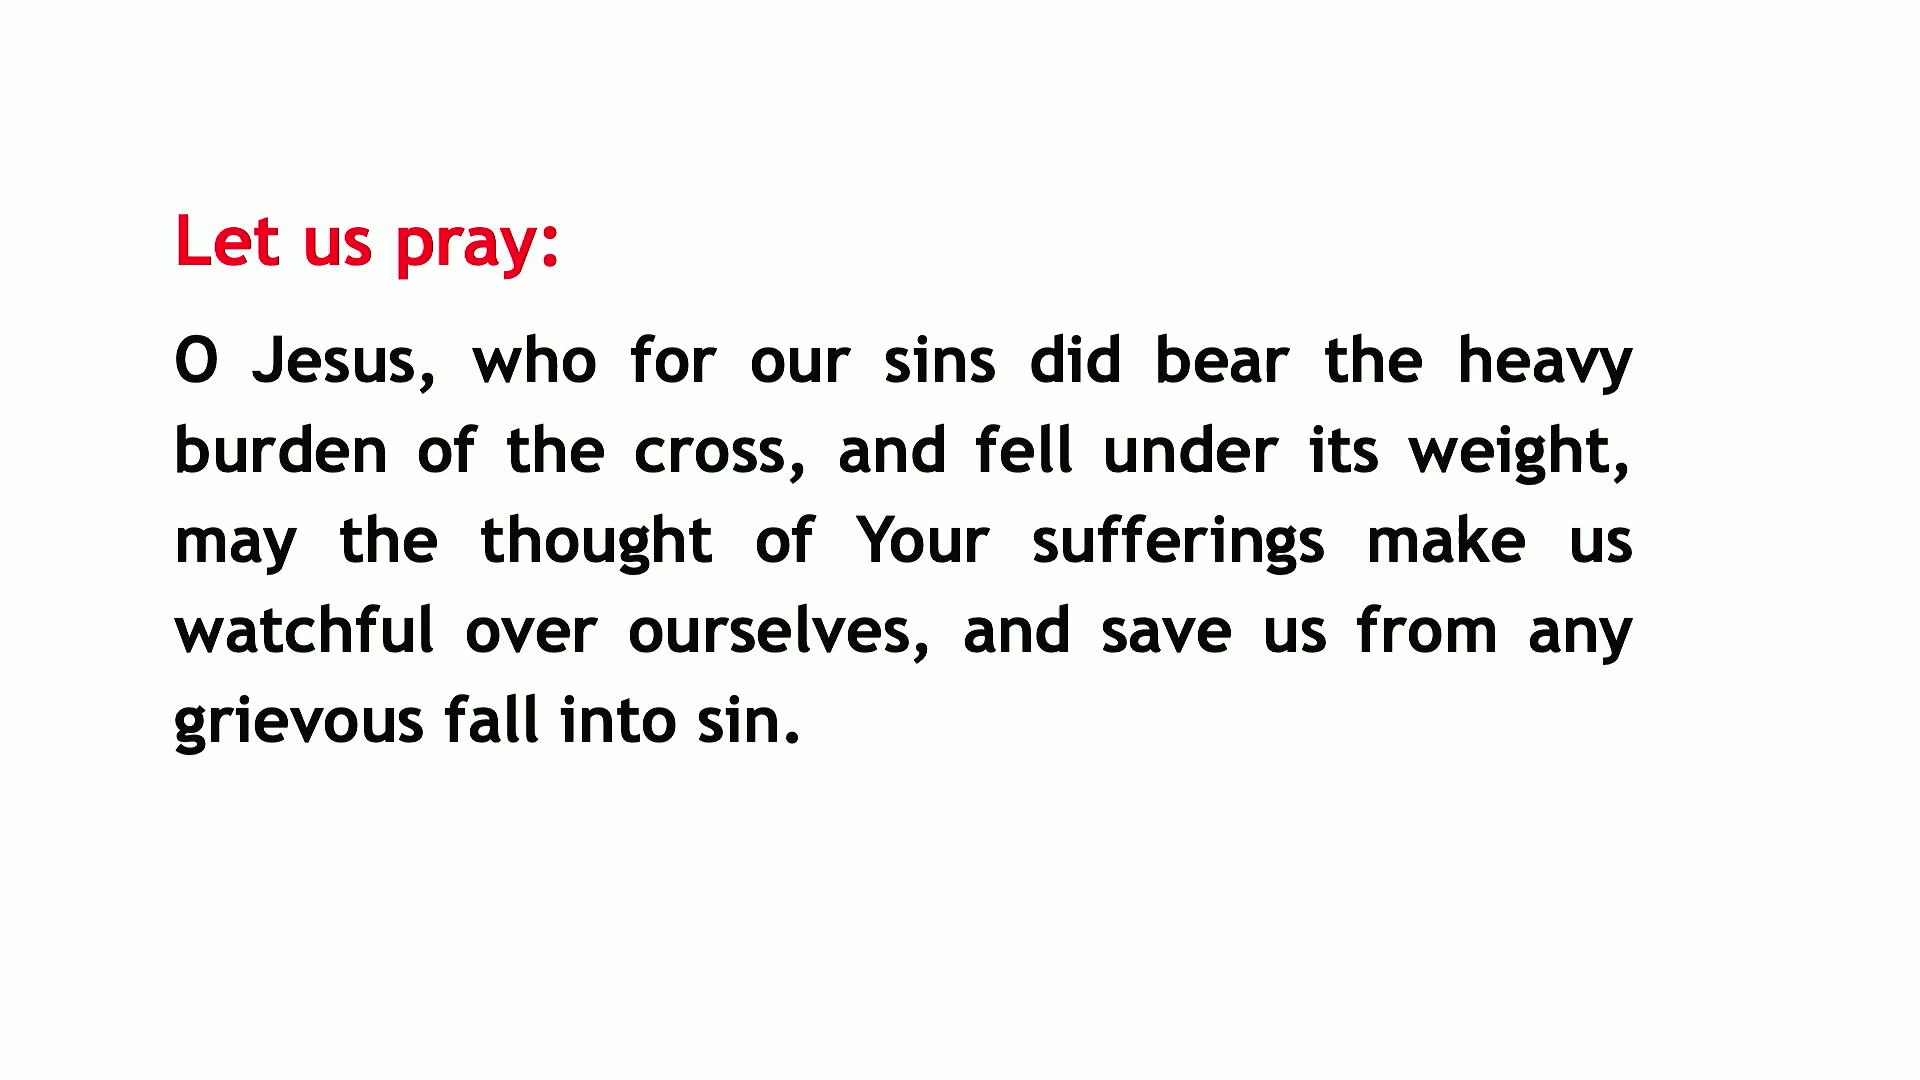 Let us pray:
O Jesus, who for our sins did bear the heavy
burden of the cross, and fell under its weight,
may the thought of Your sufferings make us
watchful over ourselves, and save us from any
grievous fall into sin.